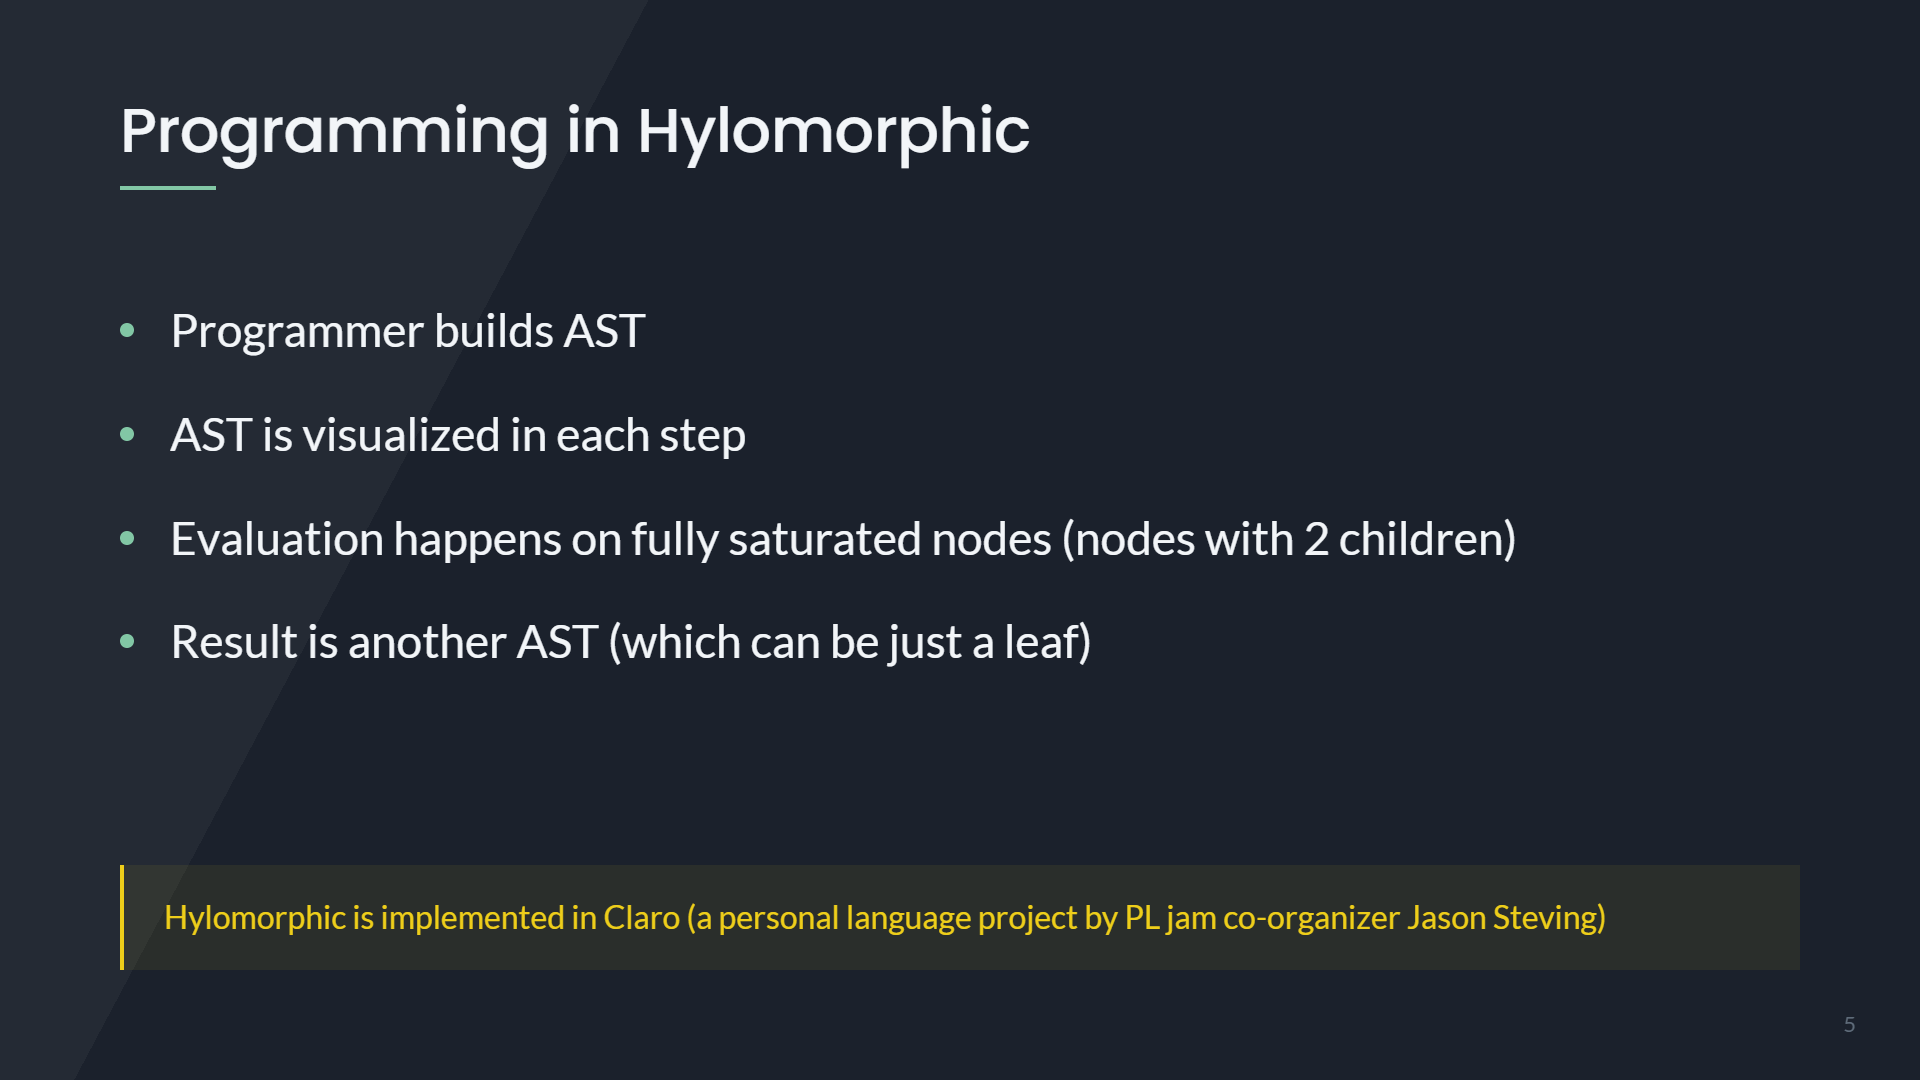 Programming in Hylomorphic
• Programmer builds AST
• AST is visualized in each step
• Evaluation happens on fully saturated nodes (nodes with 2 children)
• Result is another AST (which can be just a leaf)
Hylomorphic is implemented in Claro (a personal language project by PL jam co-organizer Jason Steving)
5